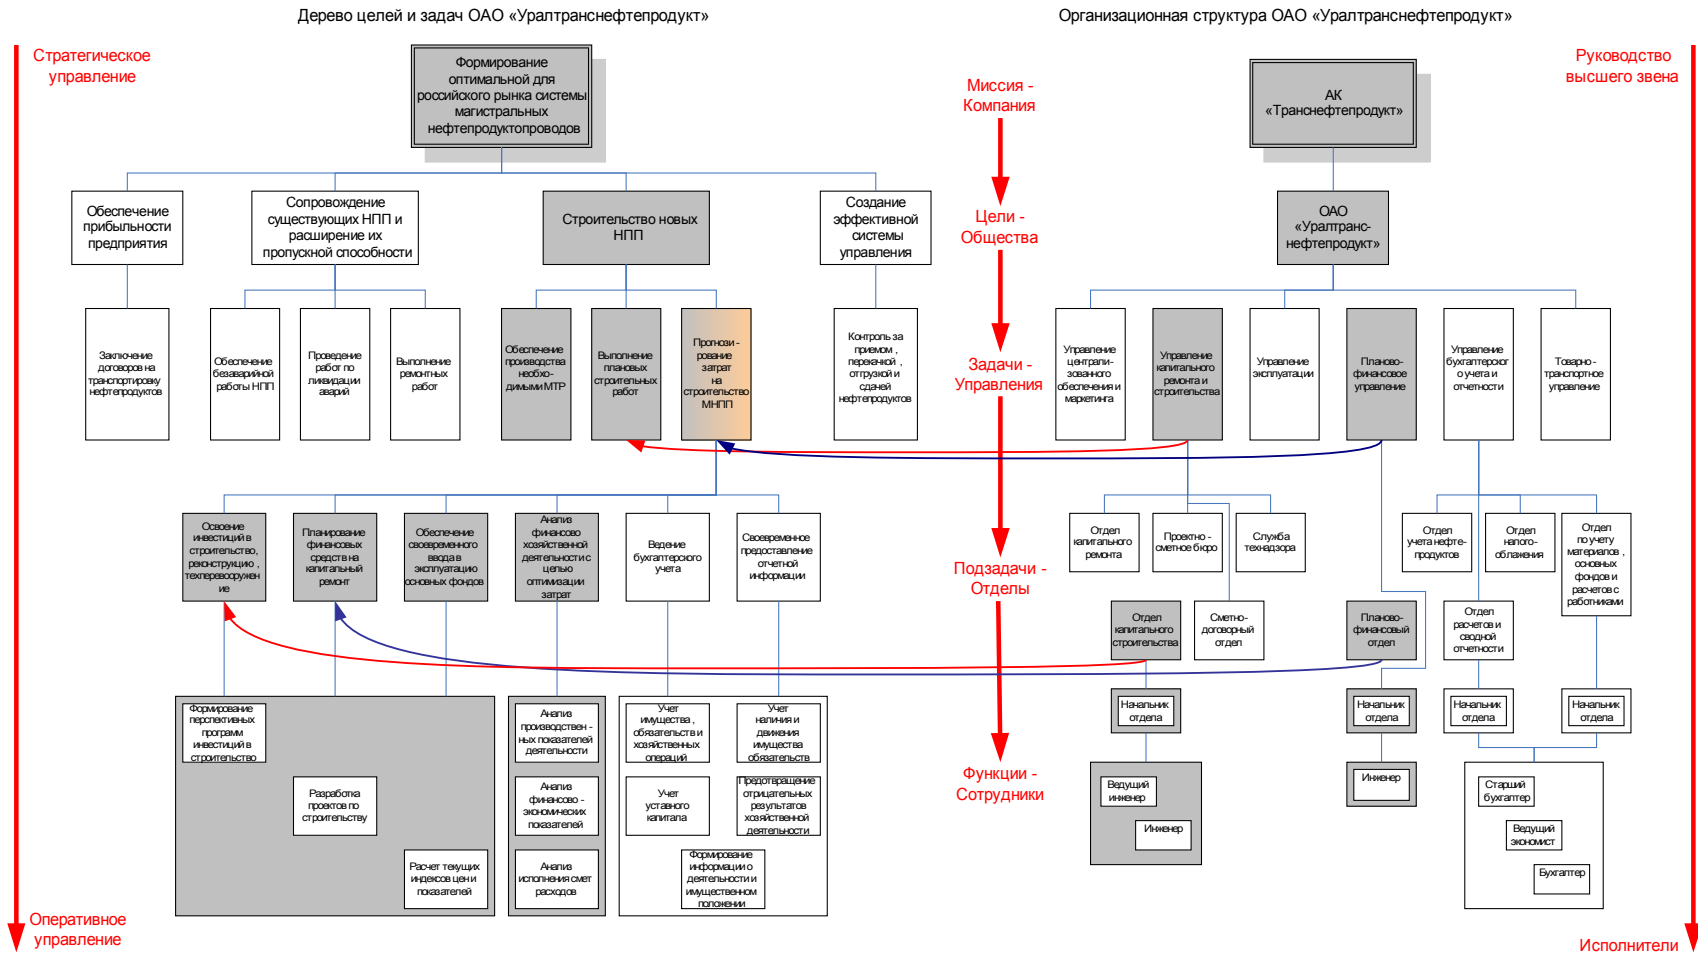 Дерево целей и задач ОАО «Уралтранснефтепродукт»
Организационная структура ОАО «Уралтранснефтепродукт»
Стратегическое
управление
Формирование
оптимальной для
российского рынка системы
магистральных
нефтепродуктопроводов
Миссия -
Компания
АК
«Транснефтепродукт»
Руководство
высшего звена
Обеспечение
прибыльности
предприятия
Сопровождение
существующих НПП и
расширение их
пропускной способности
Строительство новых
НПП
Создание
эффективной
системы
управления
Цели -
Общества
ОАО
«Уралтранс-
нефтепродукт»
Заключение
договоров на
транспортировку
нефтепродуктов
Обеспечение
безаварийной
работы НПП
Проведение
работ по
ликвидации
аварий
Выполнение
ремонтных
работ
Обеспечение
производства
необхо-
димыми МТР
Выполнение
плановых
строительных
работ
Прогнози -
рование
затрат
на
строительство
МНПП
Контроль за
приемом ,
перекачкой ,
отгрузкой и
сдачей
нефтепродуктов
Задачи -
Управления
Управление
централи-
зованного
обеспечения и
маркетинга
Управление
капитального
ремонта и
строительства
Управление
эксплуатации
Планово-
финансовое
управление
Управление
бухгалтерског
о учета и
отчетности
Товарно -
транспортное
управление
Освоение
инвестиций в
строительство,
реконструкцию ,
техперевооружен
ие
Планирование
финансовых
средств на
капитальный
ремонт
Обеспечение
своевременного
ввода в
эксплуатацию
основных фондов
Анализ
финансово
хозяйственной
деятельности с
целью
оптимизации
затрат
Ведение
бухгалтерского
учета
Своевременное
предоставление
отчетной
информации
Подзадачи -
Отделы
Отдел
капитального
ремонта
Проектно -
сметное бюро
Служба
технадзора
Отдел
учета нефте-
продуктов
Отдел
налого-
обложения
Отдел
по учету
материалов ,
основных
фондов и
расчетов с
работниками
Отдел
капитального
строительства
Сметно-
договорный
отдел
Планово-
финансовый
отдел
Отдел
расчетов и
сводной
отчетности
Начальник
отдела
Начальник
отдела
Начальник
отдела
Начальник
отдела
Формирование
перспективных
программ
инвестиций в
строительство
Разработка
проектов по
строительству
Расчет текущих
индексов цен и
показателей
Анализ
производствен -
ных показателей
деятельности
Анализ
финансово -
экономических
показателей
Анализ
исполнения смет
расходов
Учет
имущества ,
обязательств и
хозяйственных
операций
Учет
наличия и
движения
имущества
обязательств
Учет
уставного
капитала
Предотвращение
отрицательных
результатов
хозяйственной
деятельности
Формирование
информации о
деятельности и
имущественном
положении
Функции -
Сотрудники
Ведущий
инженер
Инженер
Инженер
Старший
бухгалтер
Ведущий
экономист
Бухгалтер
Оперативное
управление
Исполнители